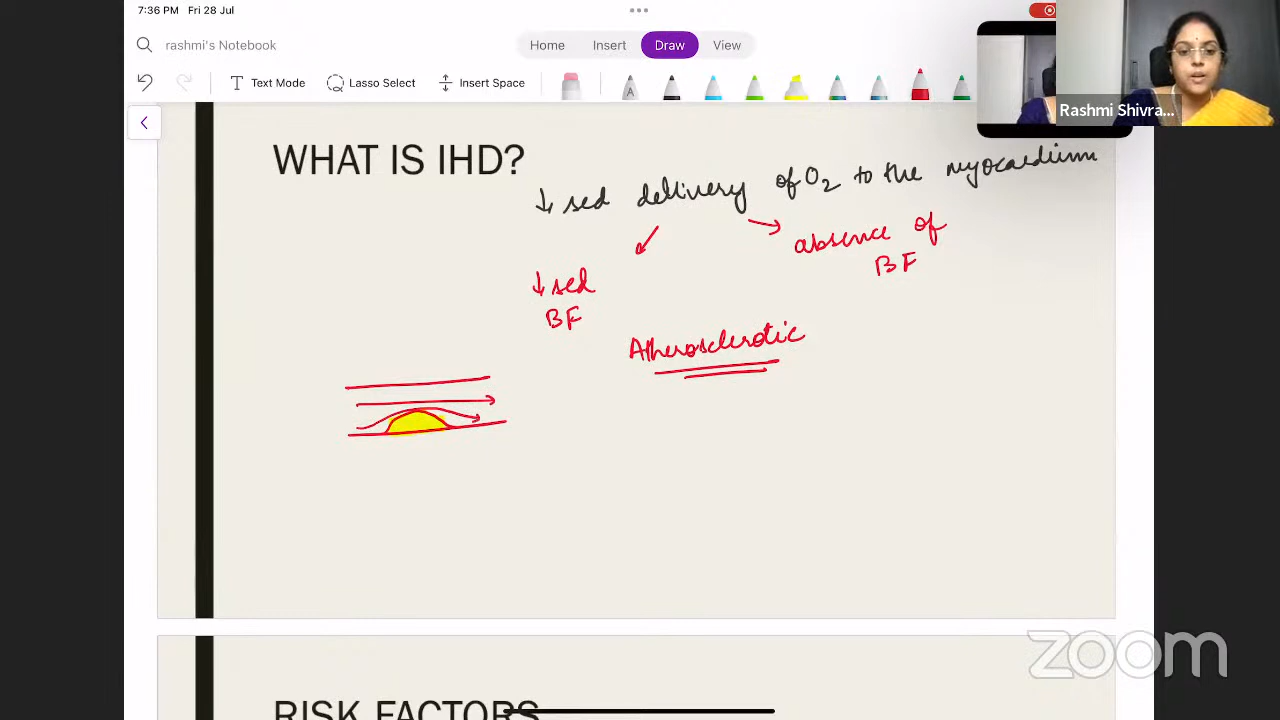 7:36 PM Fri 28 Jul
rashmi's Notebook
Home Insert Draw View
Text Mode Lasso Select Insert Space
A
Rashmi Shivra...
WHAT IS IHD?
↓sed delivery of O2 to the myocardium
absence of
BF
↓sed
BF
Atherosclerotic
zoom
RISK FACTORS